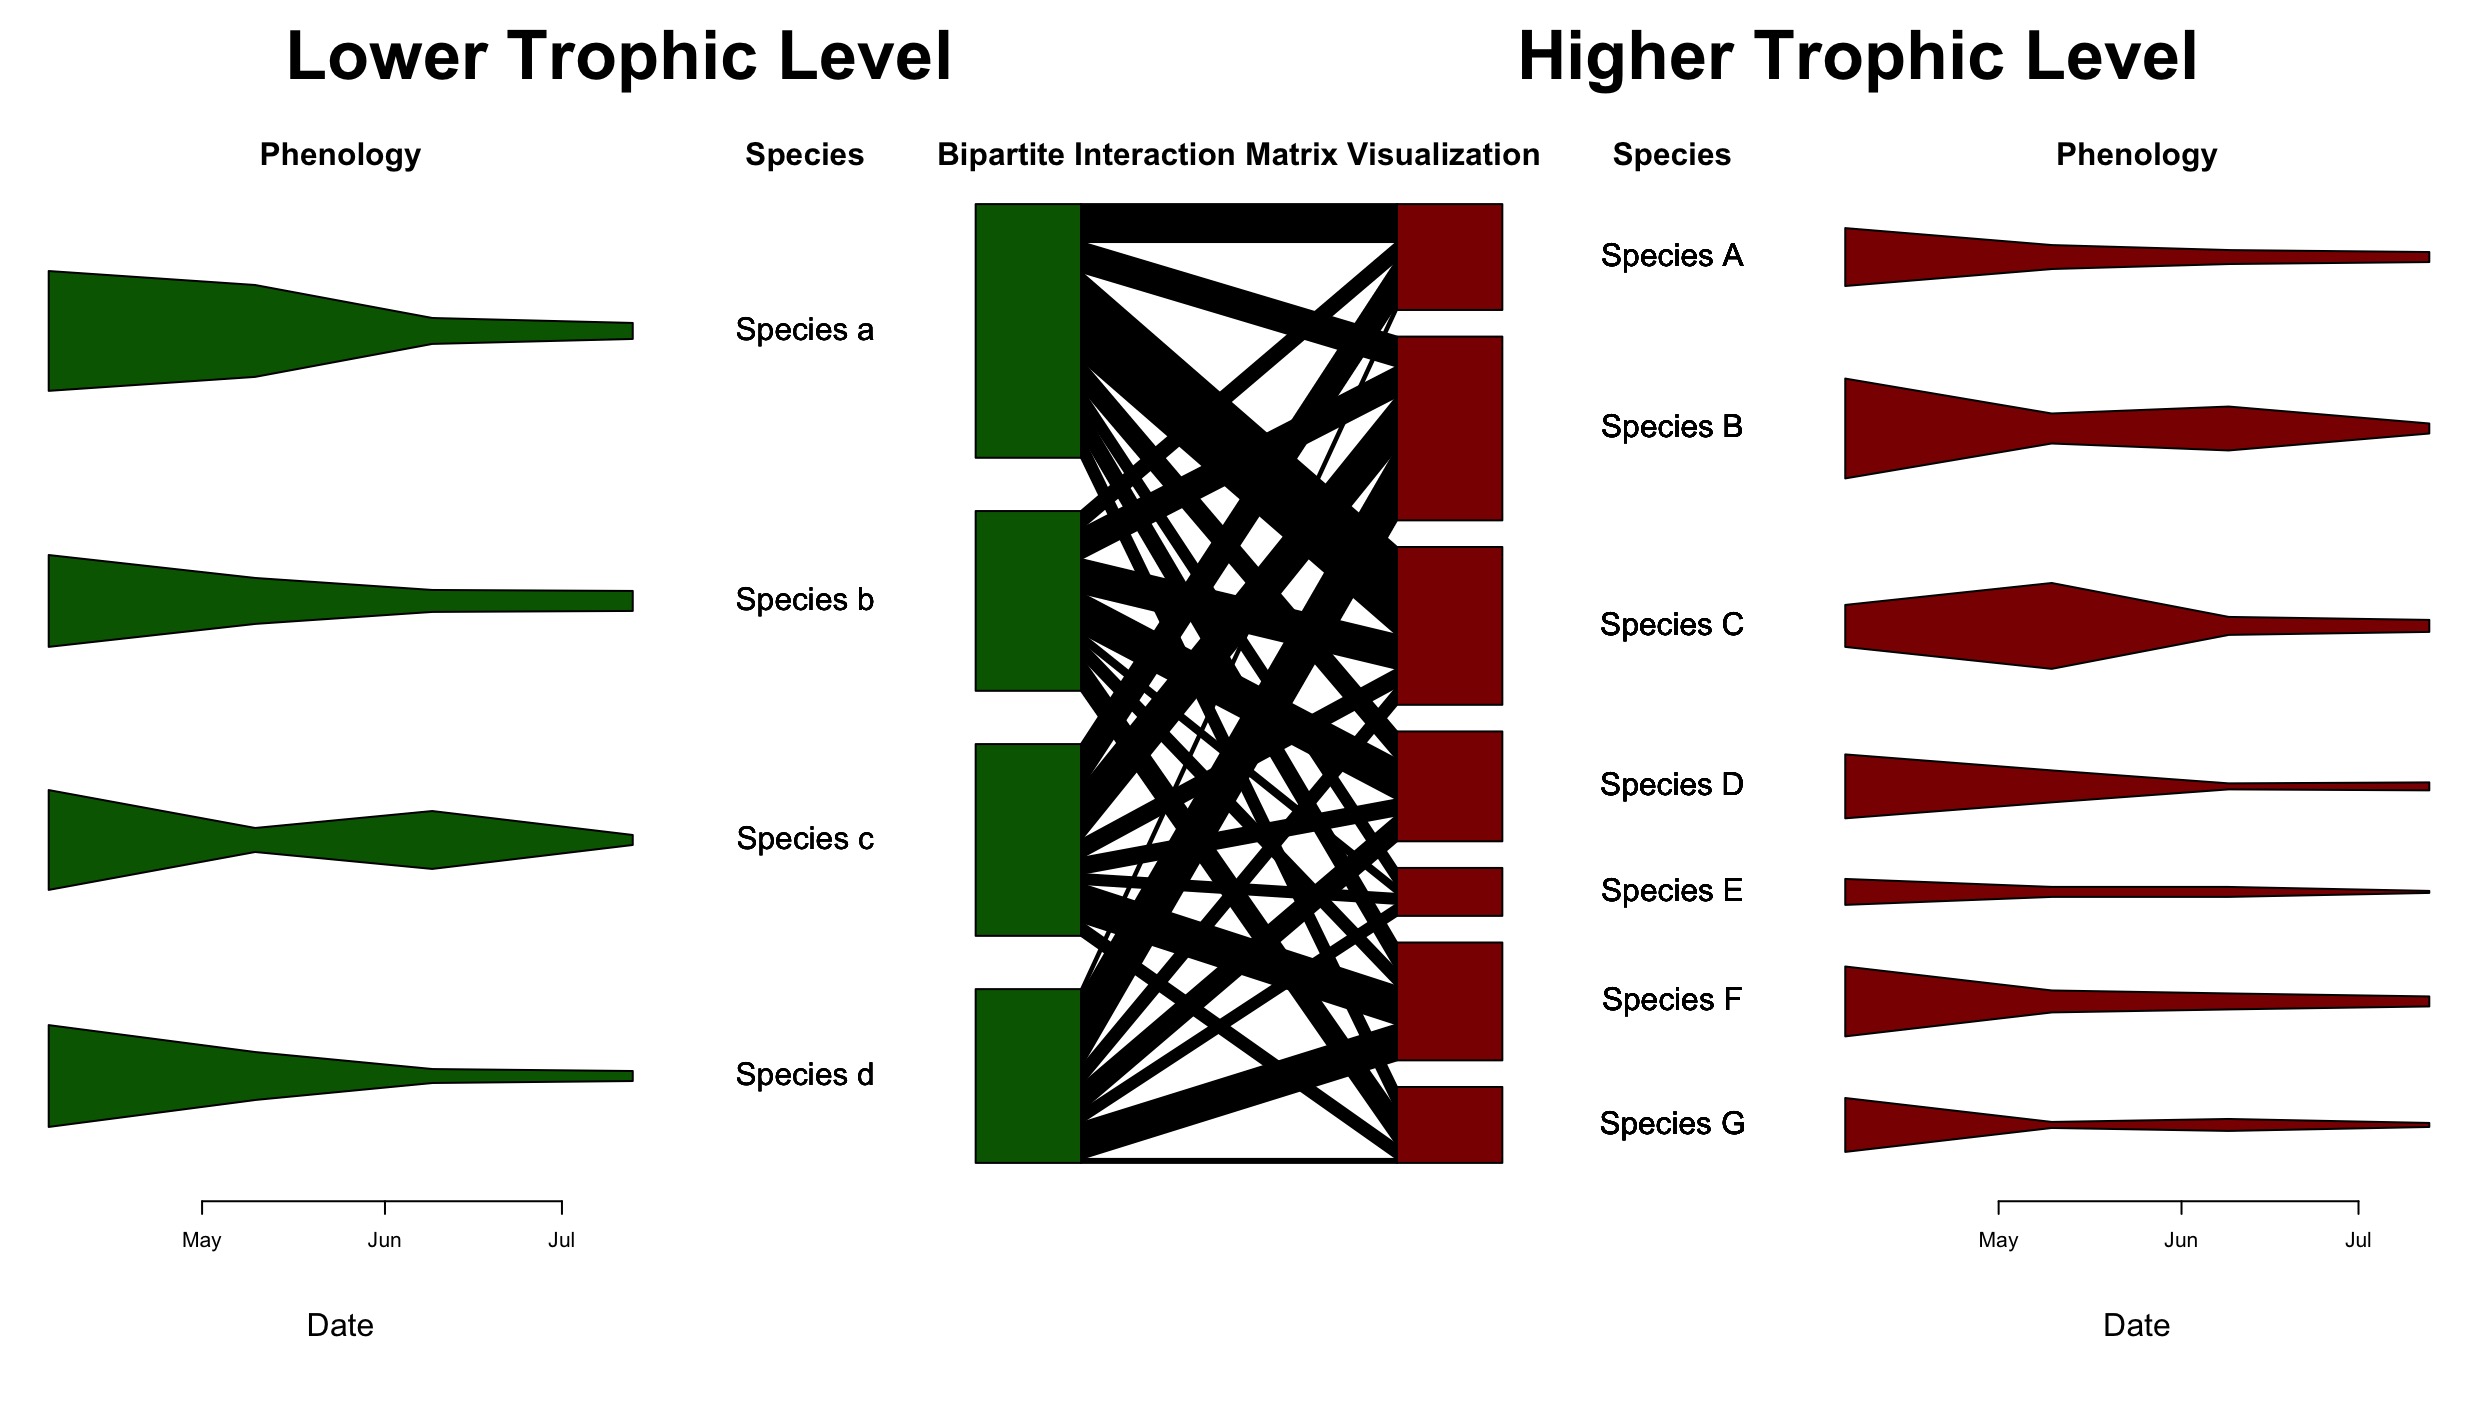 Lower Trophic Level
Higher Trophic Level
Phenology
Species
Bipartite Interaction Matrix Visualization
Species
Phenology
Species a
Species b
Species c
Species d
Species A
Species B
Species C
Species D
Species E
Species F
Species G
May Jun Jul
Date
May Jun Jul
Date